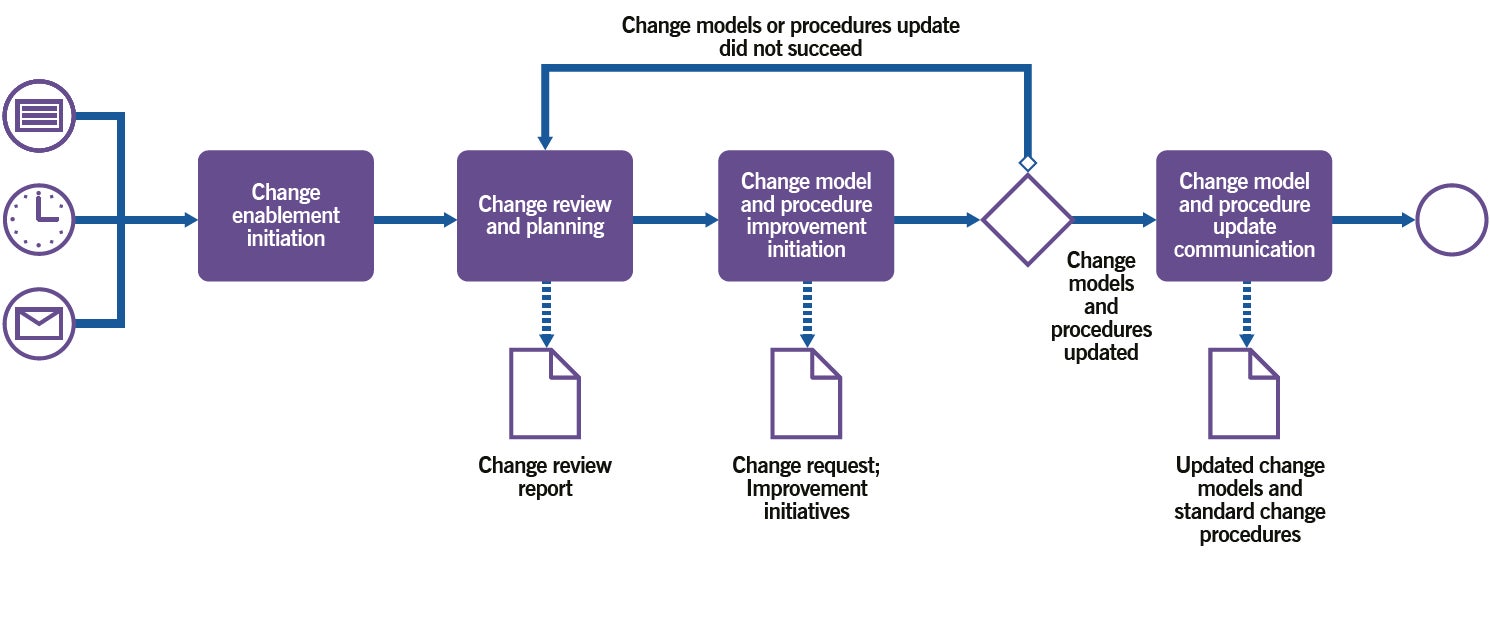 Change models or procedures update
did not succeed
Change
enablement
initiation
Change review
and planning
Change model
and procedure
improvement
initiation
Change
models
and
procedures
updated
Change model
and procedure
update
communication
Change review
report
Change request;
Improvement
initiatives
Updated change
models and
standard change
procedures